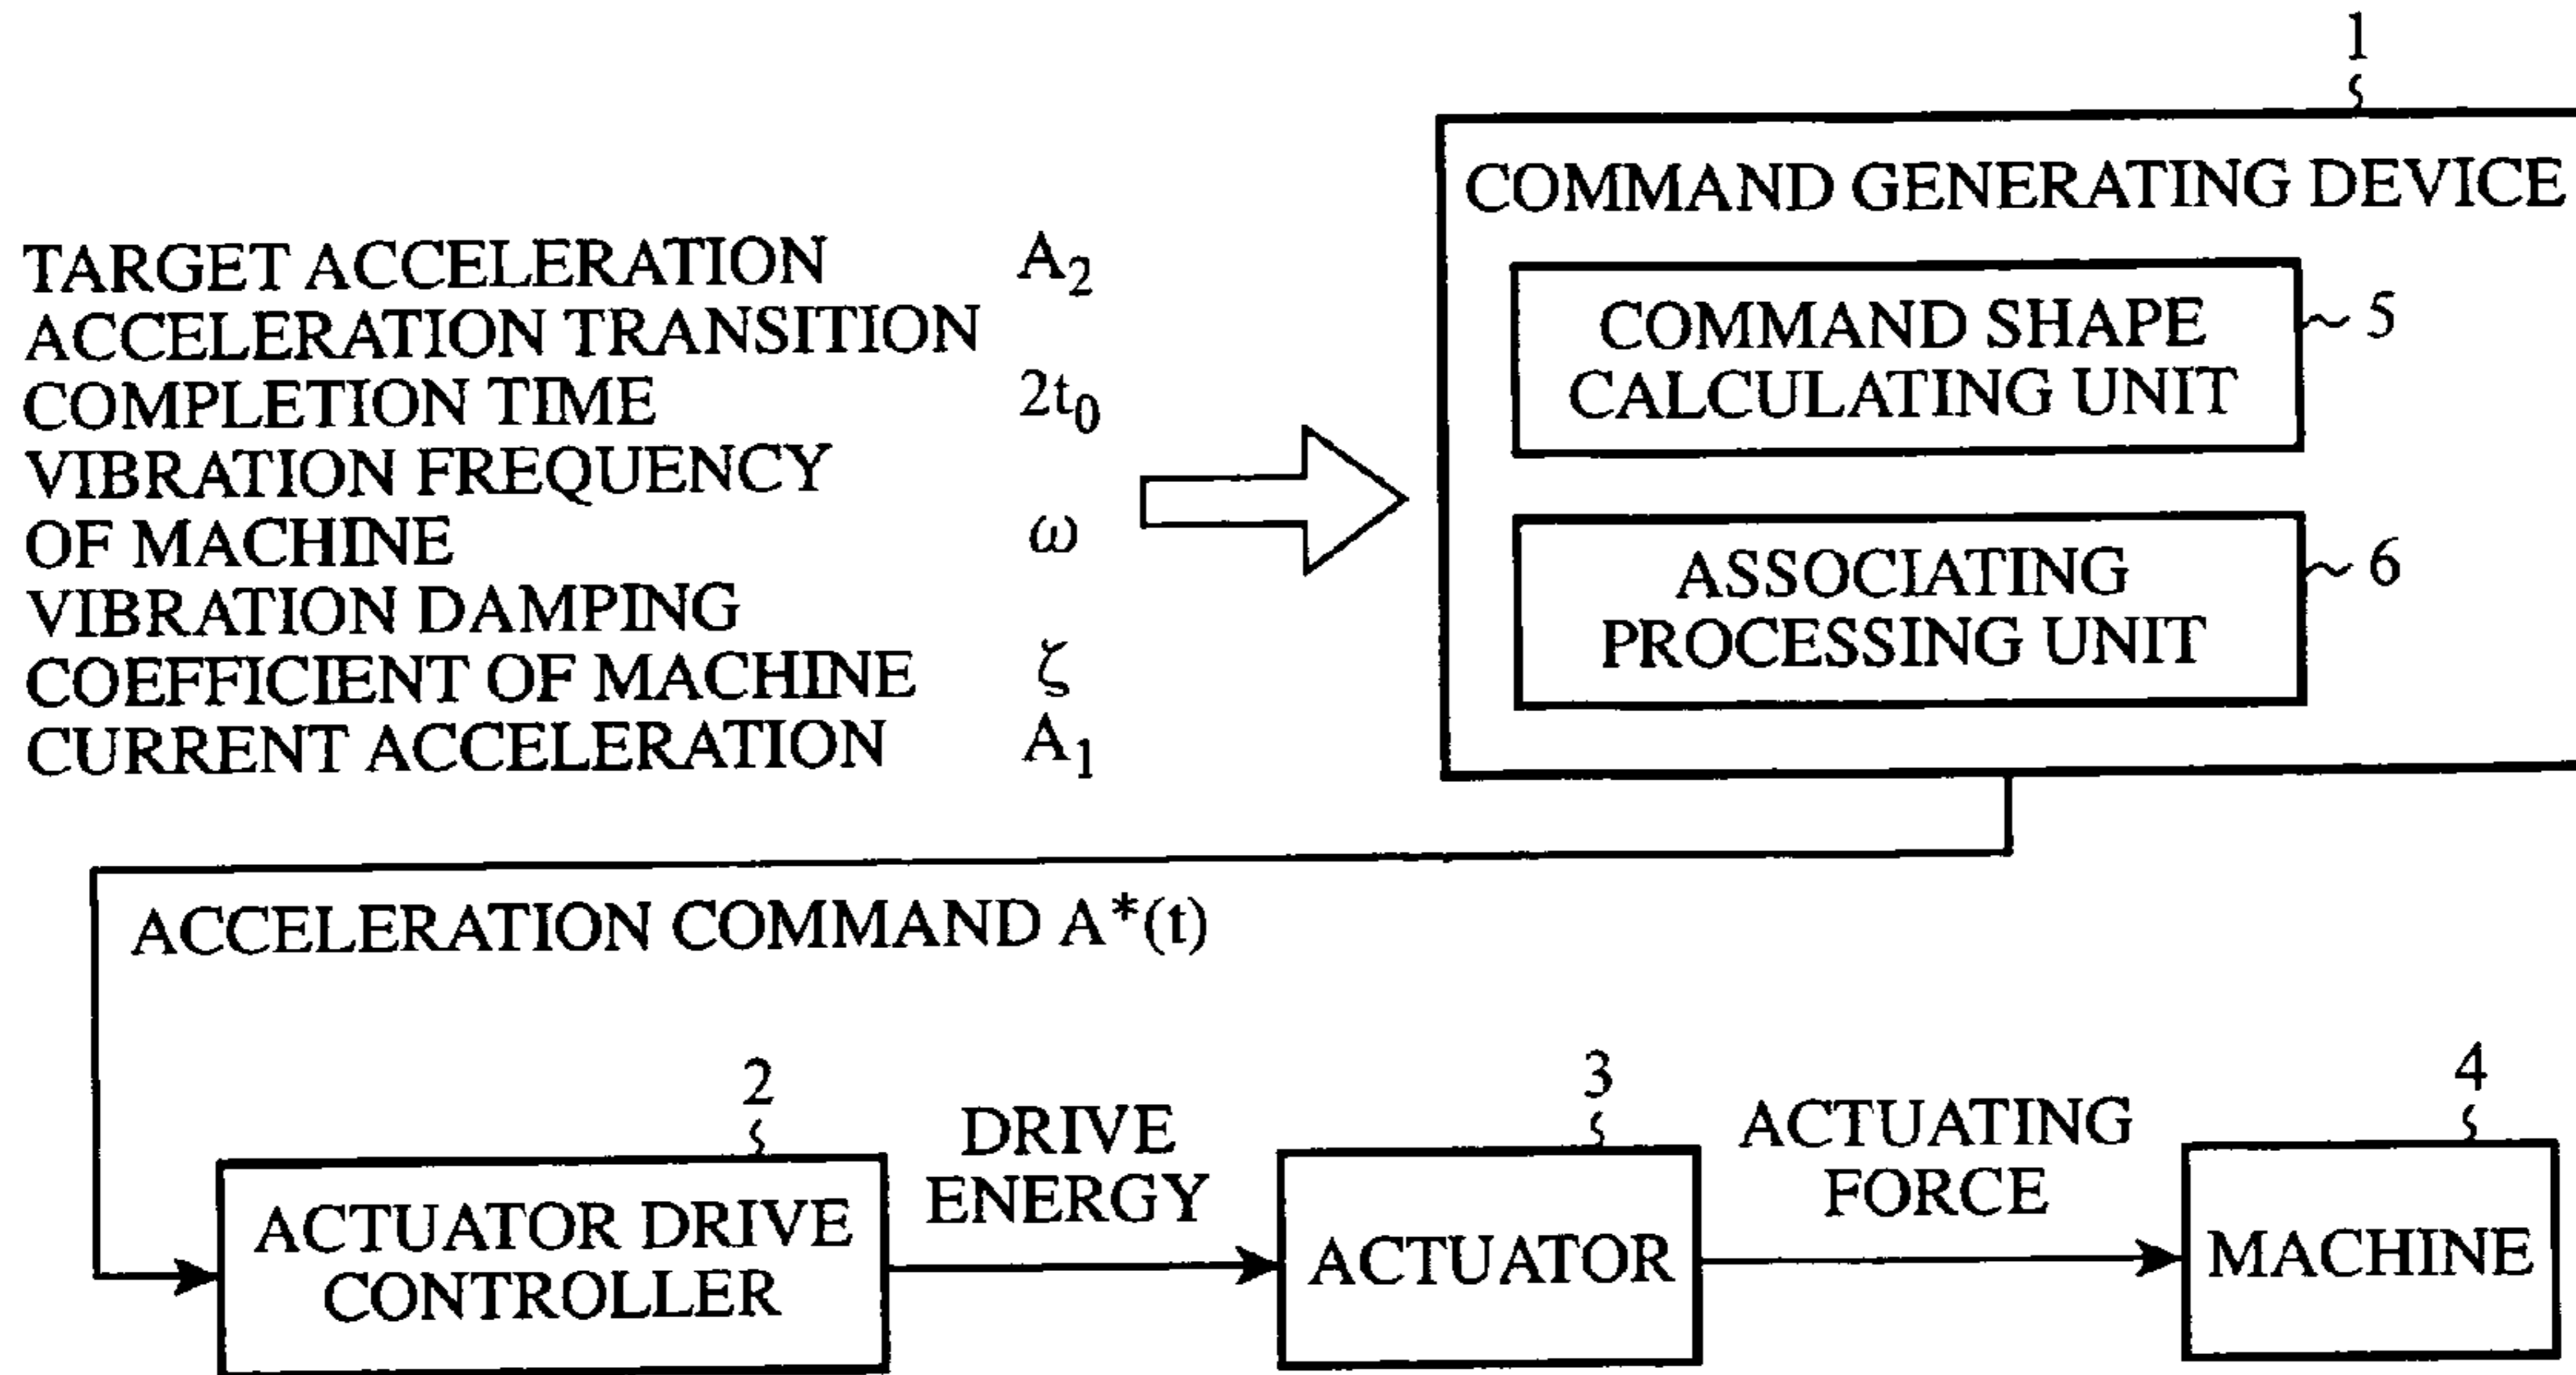 1
COMMAND GENERATING DEVICE
TARGET ACCELERATION A₂
ACCELERATION TRANSITION
COMPLETION TIME 2t₀
VIBRATION FREQUENCY
OF MACHINE ω
VIBRATION DAMPING
COEFFICIENT OF MACHINE ζ
CURRENT ACCELERATION A₁
COMMAND SHAPE
CALCULATING UNIT
5
ASSOCIATING
PROCESSING UNIT
6
ACCELERATION COMMAND A*(t)
2
ACTUATOR DRIVE
CONTROLLER
DRIVE
ENERGY
3
ACTUATOR
ACTUATING
FORCE
4
MACHINE